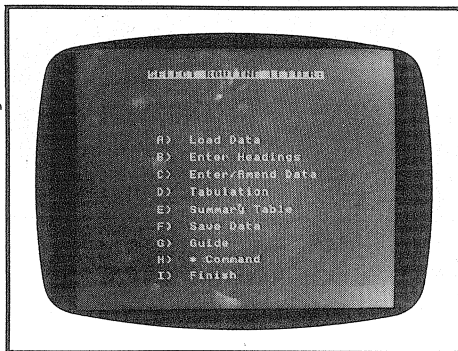 SELECT ROUTINE LETTER:
A) Load Data
B) Enter Headings
C) Enter/Amend Data
D) Tabulation
E) Summary Table
F) Save Data
G) Guide
H) * Command
I) Finish